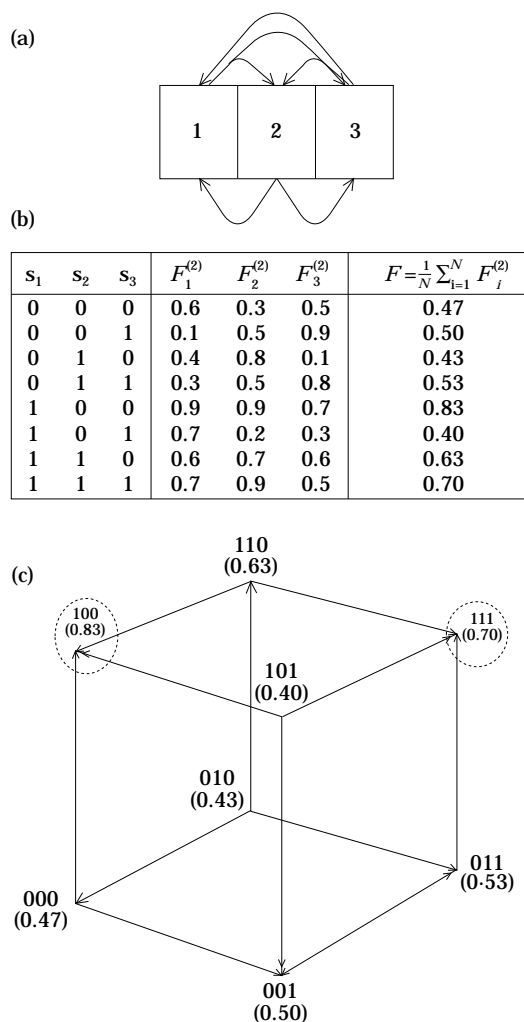 (a)
1 2 3
(b)
s₁ s₂ s₃ F₁⁽²⁾ F₂⁽²⁾ F₃⁽²⁾ F = 1/N ∑ᵢ₌₁ᴺ Fᵢ⁽²⁾
0 0 0 0.6 0.3 0.5 0.47
0 0 1 0.1 0.5 0.9 0.50
0 1 0 0.4 0.8 0.1 0.43
0 1 1 0.3 0.5 0.8 0.53
1 0 0 0.9 0.9 0.7 0.83
1 0 1 0.7 0.2 0.3 0.40
1 1 0 0.6 0.7 0.6 0.63
1 1 1 0.7 0.9 0.5 0.70
(c)
110
(0.63)
100
(0.83)
111
(0.70)
101
(0.40)
010
(0.43)
011
(0·53)
000
(0.47)
001
(0.50)